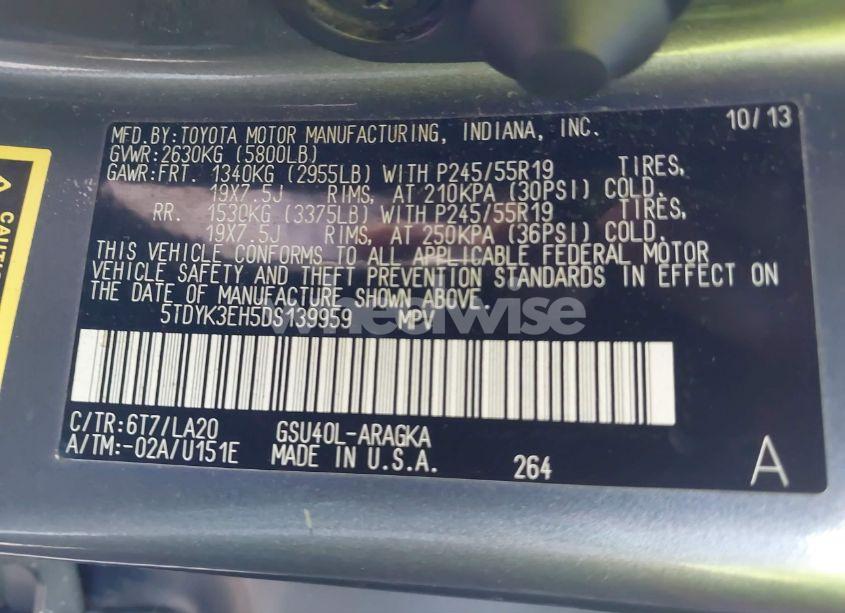 MFD.BY:TOYOTA MOTOR MANUFACTURING, INDIANA, INC. 10/13
GVWR:2630KG (5800LB)
GAWR:FRT. 1340KG (2955LB) WITH P245/55R19 TIRES,
19X7.5J RIMS, AT 210KPA (30PSI) COLD.
RR. 1530KG (3375LB) WITH P245/55R19 TIRES,
19X7.5J RIMS, AT 250KPA (36PSI) COLD.
THIS VEHICLE CONFORMS TO ALL APPLICABLE FEDERAL MOTOR
VEHICLE SAFETY AND THEFT PREVENTION STANDARDS IN EFFECT ON
THE DATE OF MANUFACTURE SHOWN ABOVE.
5TDYK3EH5DS139959 MPV
wheelwise
C/TR:6T7/LA20 GSU40L-ARAGKA
A/TM:-02A/U151E MADE IN U.S.A. 264 A